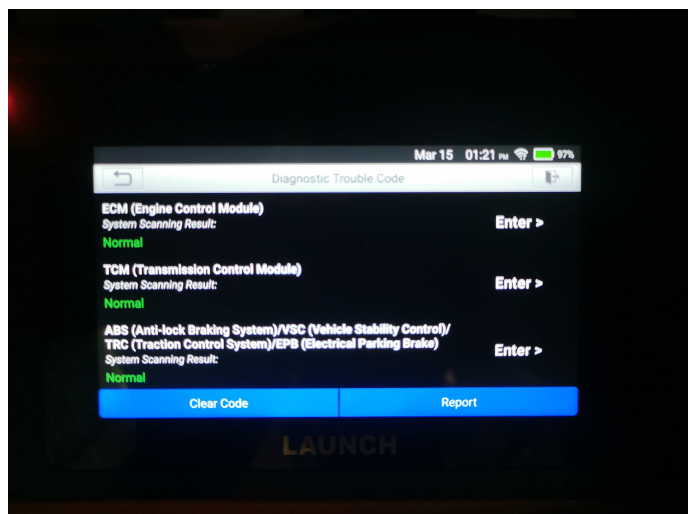 Mar 15 01:21 PM 97%
Diagnostic Trouble Code
ECM (Engine Control Module)
System Scanning Result:
Enter >
Normal
TCM (Transmission Control Module)
System Scanning Result:
Enter >
Normal
ABS (Anti-lock Braking System)/VSC (Vehicle Stability Control)/
TRC (Traction Control System)/EPB (Electrical Parking Brake)
Enter >
System Scanning Result:
Normal
Clear Code
Report
LAUNCH